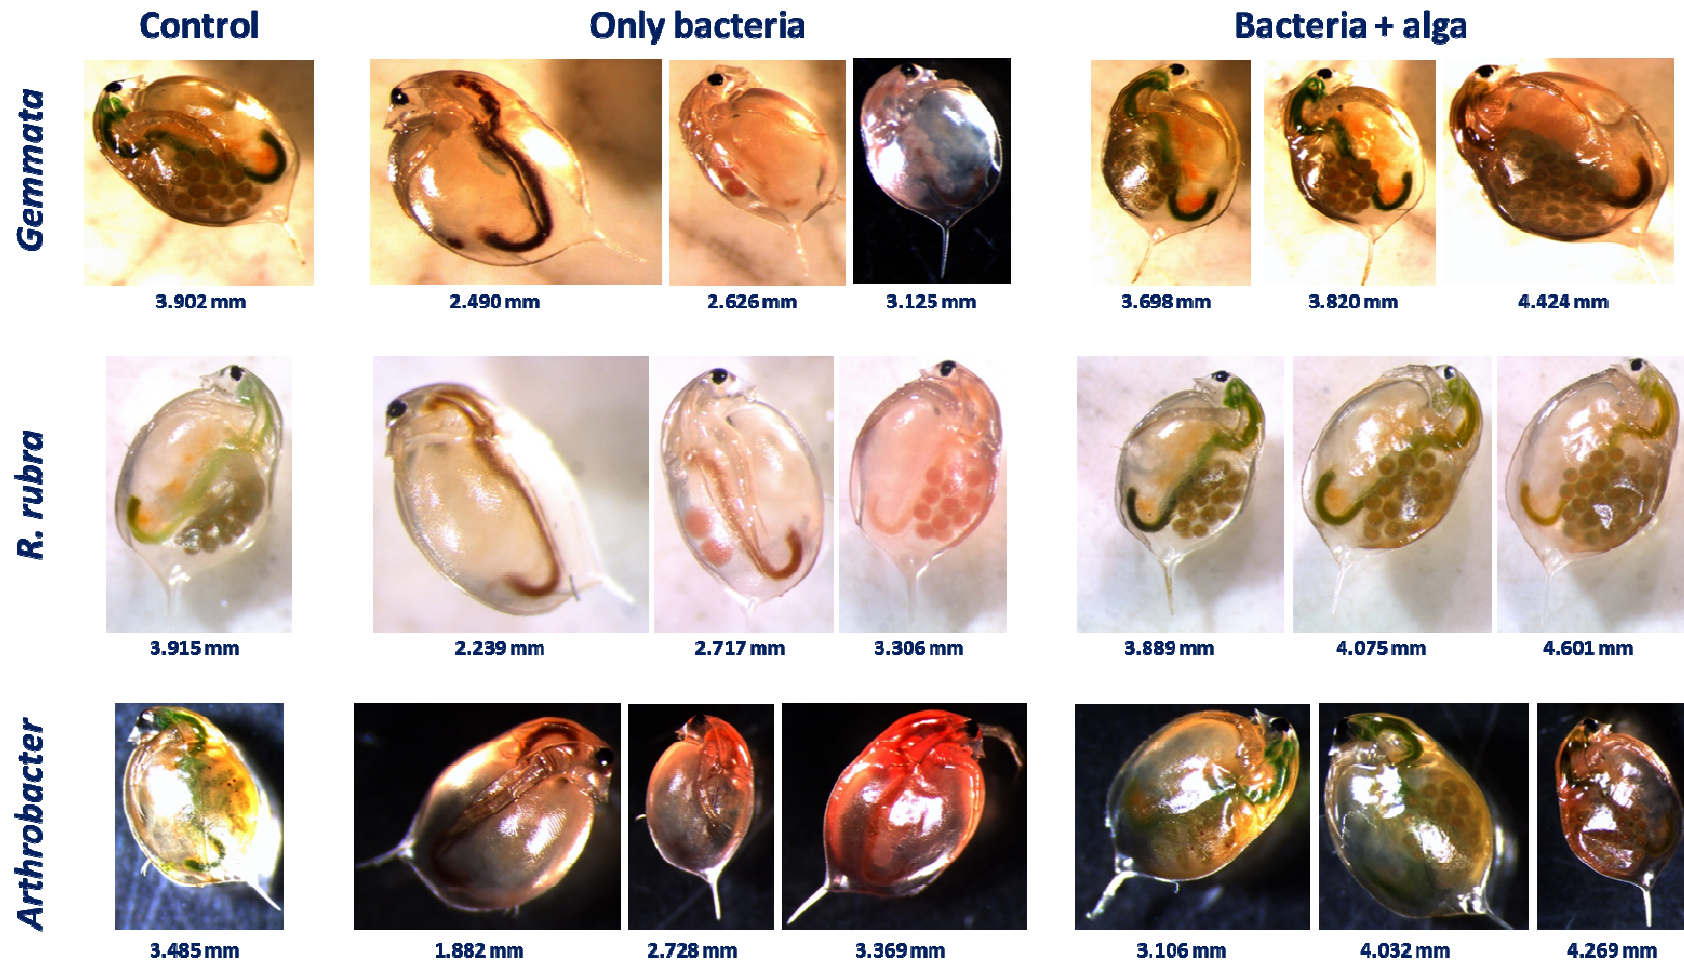 Control Only bacteria Bacteria + alga
Gemmata
3.902 mm 2.490 mm 2.626 mm 3.125 mm 3.698 mm 3.820 mm 4.424 mm
R. rubra
3.915 mm 2.239 mm 2.717 mm 3.306 mm 3.889 mm 4.075 mm 4.601 mm
Arthrobacter
3.485 mm 1.882 mm 2.728 mm 3.369 mm 3.106 mm 4.032 mm 4.269 mm